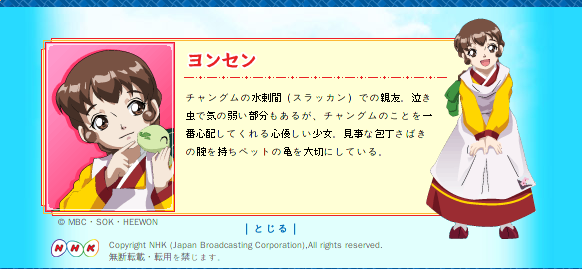 ヨンセン
チャングムの水剌間（スラッカン）での親友。泣き
虫で気の弱い部分もあるが、チャングムのことを一
番心配してくれる心優しい少女。見事な包丁さばき
の腕を持ちペットの亀を大切にしている。
© MBC・SOK・HEEWON
| とじる |
NHK
Copyright NHK (Japan Broadcasting Corporation),All rights reserved.
無断転載・転用を禁じます。